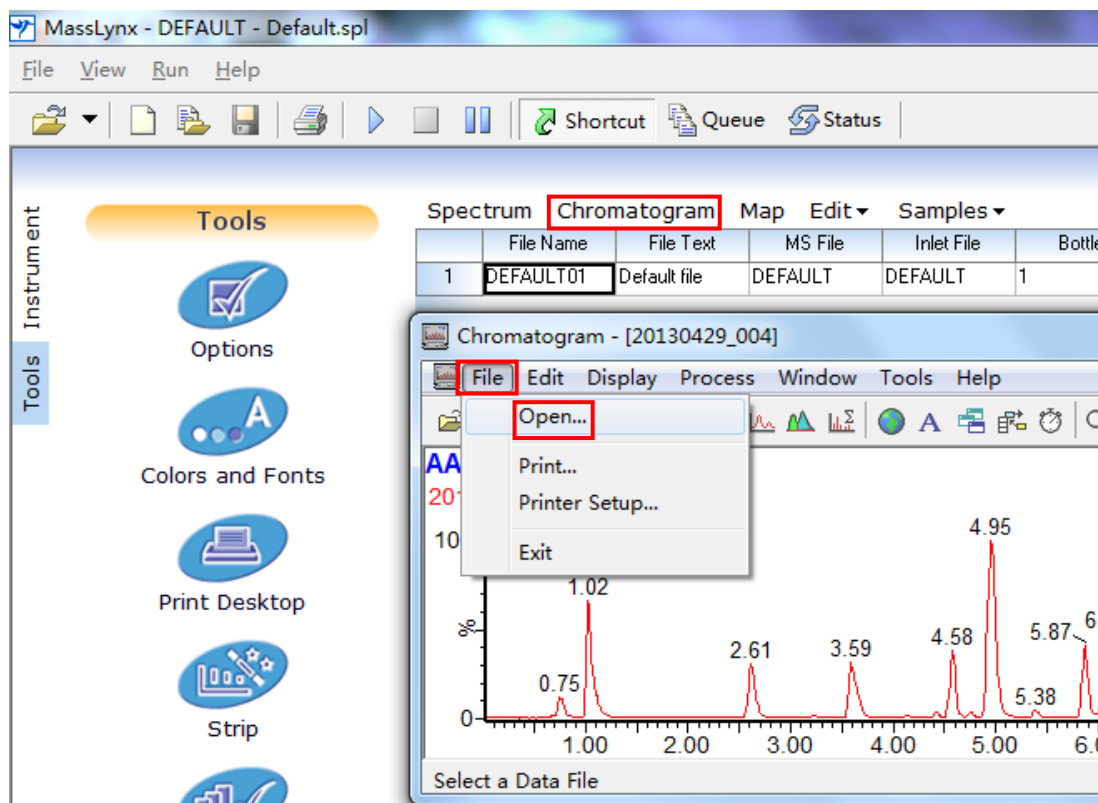 MassLynx - DEFAULT - Default.spl
File View Run Help
Shortcut Queue Status
Instrument
Tools
Tools
Options
Colors and Fonts
Print Desktop
Strip
Spectrum Chromatogram Map Edit Samples
File Name File Text MS File Inlet File Bottle
1 DEFAULT01 Default file DEFAULT DEFAULT 1
Chromatogram - [20130429_004]
File Edit Display Process Window Tools Help
Open...
Print...
Printer Setup...
Exit
AA
201
10
%
0
0.75
1.02
2.61
3.59
4.58
4.95
5.38
5.87
6
1.00 2.00 3.00 4.00 5.00 6.0
Select a Data File